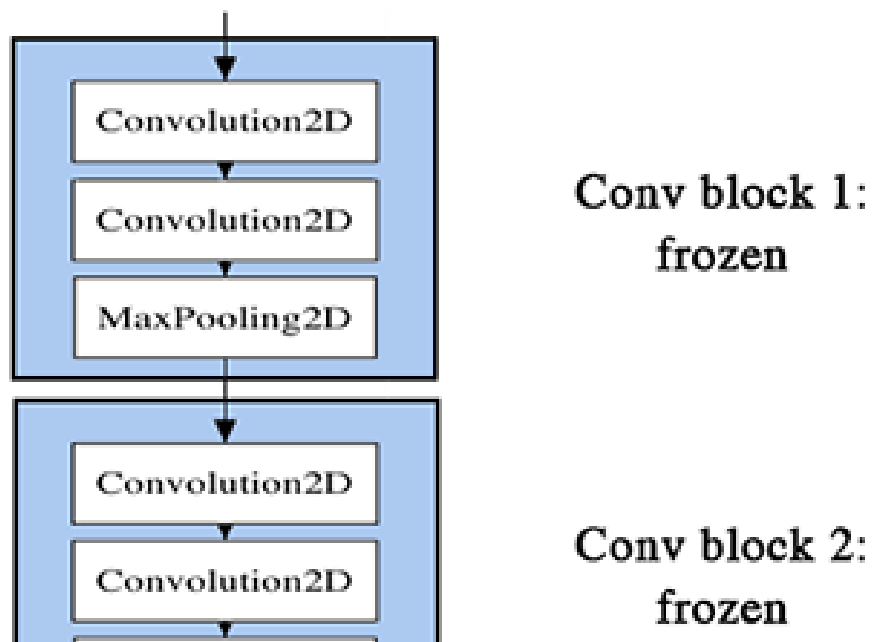 Convolution2D
Convolution2D
MaxPooling2D
Conv block 1:
frozen
Convolution2D
Convolution2D
Conv block 2:
frozen